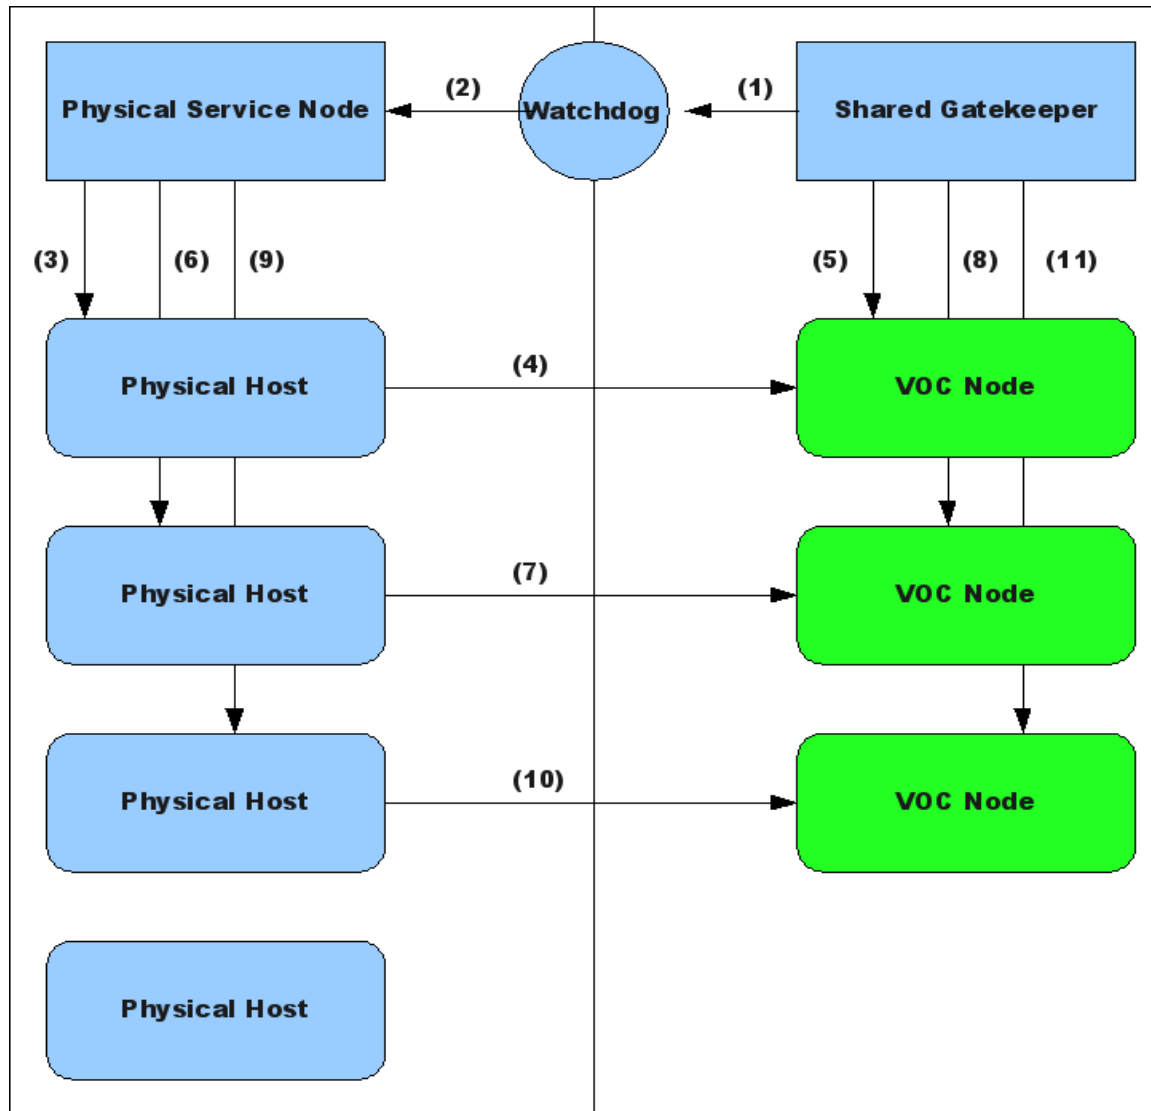 (2)
(1)
Physical Service Node
Watchdog
Shared Gatekeeper
(3)
(6)
(9)
(5)
(8)
(11)
(4)
Physical Host
VOC Node
(7)
Physical Host
VOC Node
(10)
Physical Host
VOC Node
Physical Host